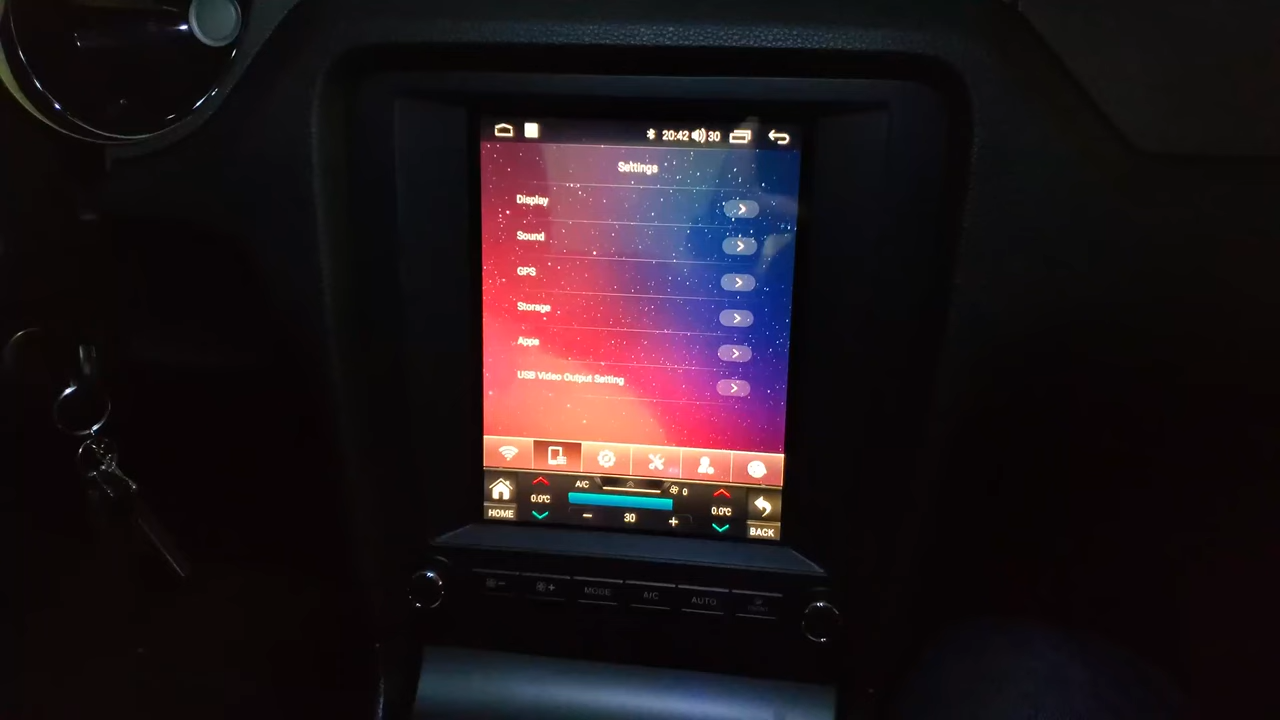 20:42 30
Settings
Display
Sound
GPS
Storage
Apps
USB Video Output Setting
A/C 0
0.0℃ 0.0℃
30
HOME BACK
MODE A/C AUTO